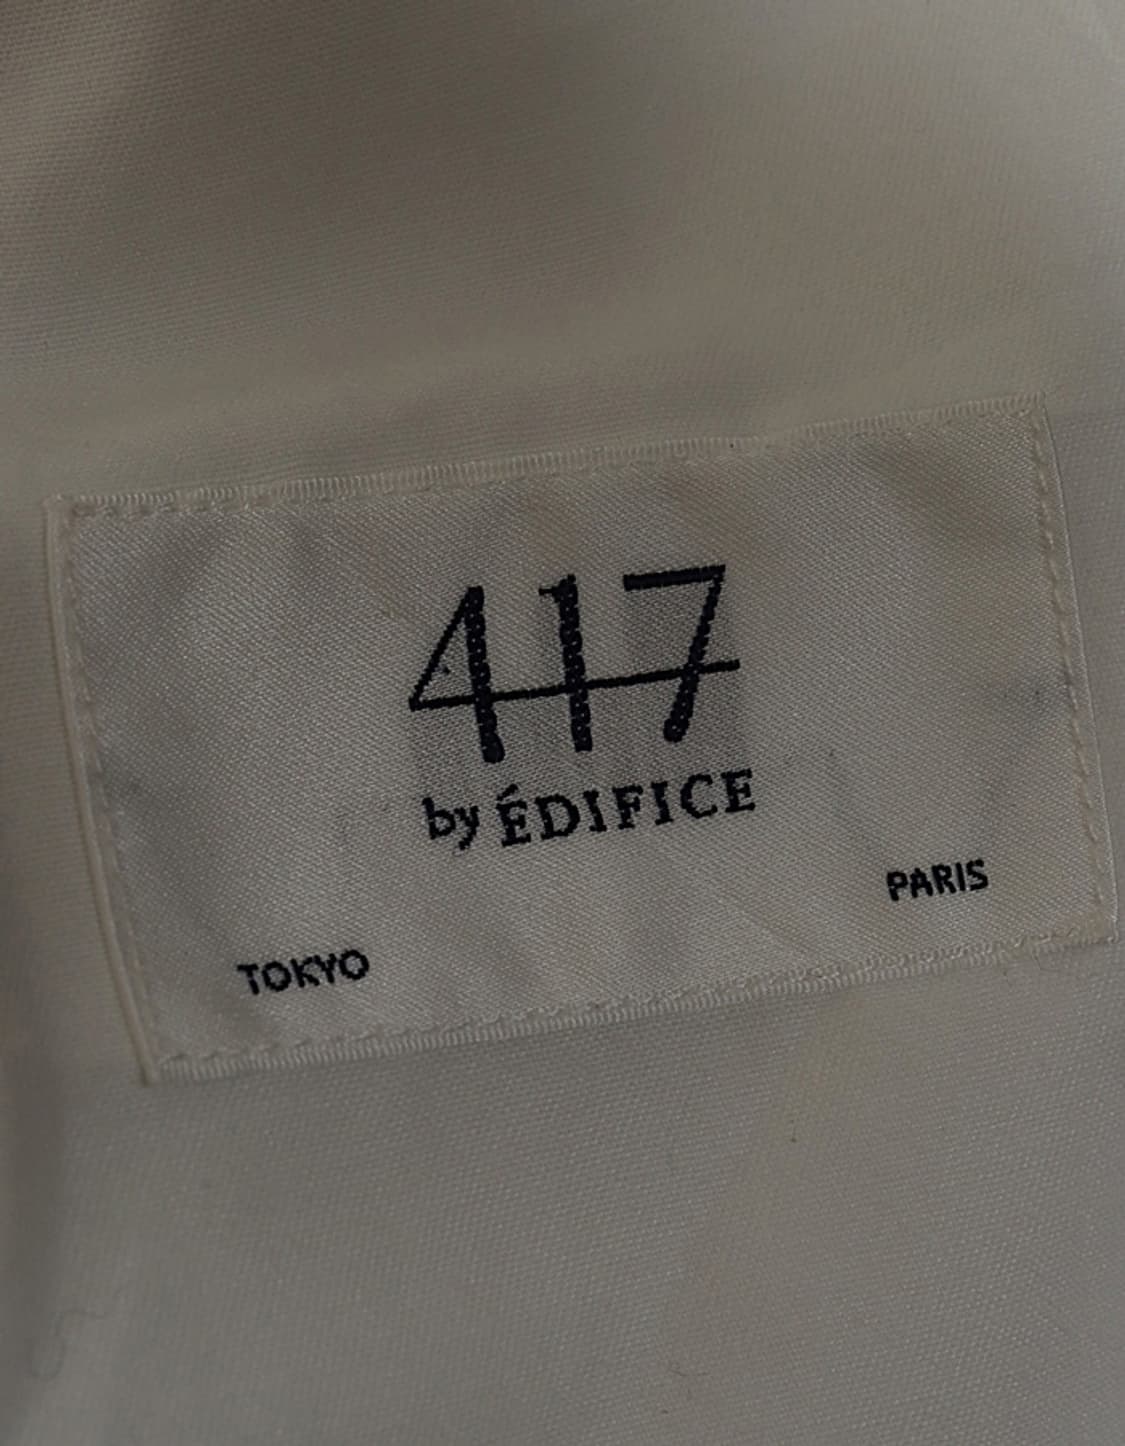 417
by ÉDIFICE
TOKYO
PARIS